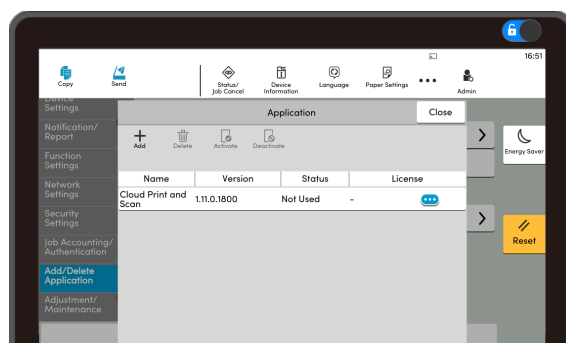 16:51
Copy
Send
Status/
Job Cancel
Device
Information
Language
Paper Settings
Admin
Device
Settings
Notification/
Report
Function
Settings
Network
Settings
Security
Settings
Job Accounting/
Authentication
Add/Delete
Application
Adjustment/
Maintenance
Application
Close
Add
Delete
Activate
Deactivate
Name Version Status License
Cloud Print and
Scan
1.11.0.1800 Not Used -
Energy Saver
Reset